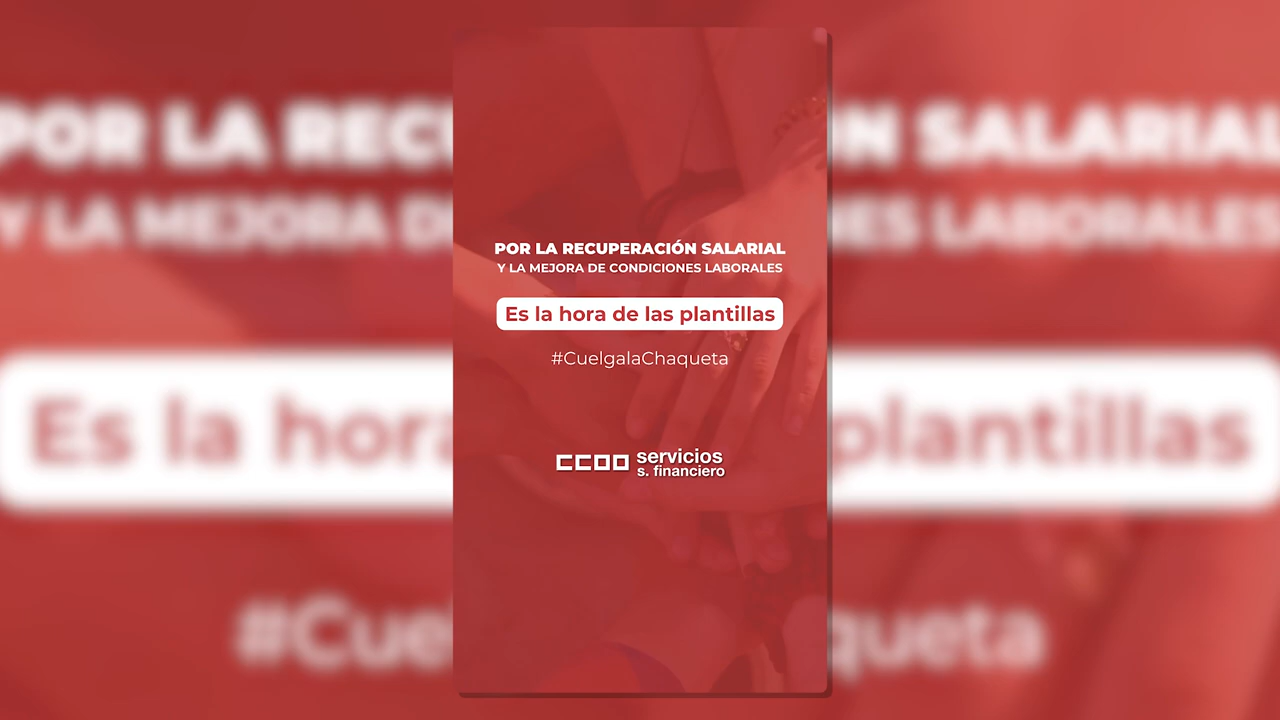 POR LA RECUPERACIÓN SALARIAL
Y LA MEJORA DE CONDICIONES LABORALES
Es la hora de las plantillas
#CuelgalaChaqueta
CCOO servicios
s. financiero